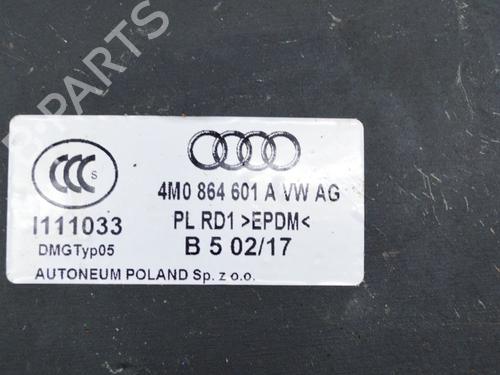 B-PARTS
CCC S
4M0 864 601 A VW AG
I111033
PL RD1 >EPDM<
DMGTyp05
B 5 02/17
AUTONEUM POLAND Sp. z o.o.